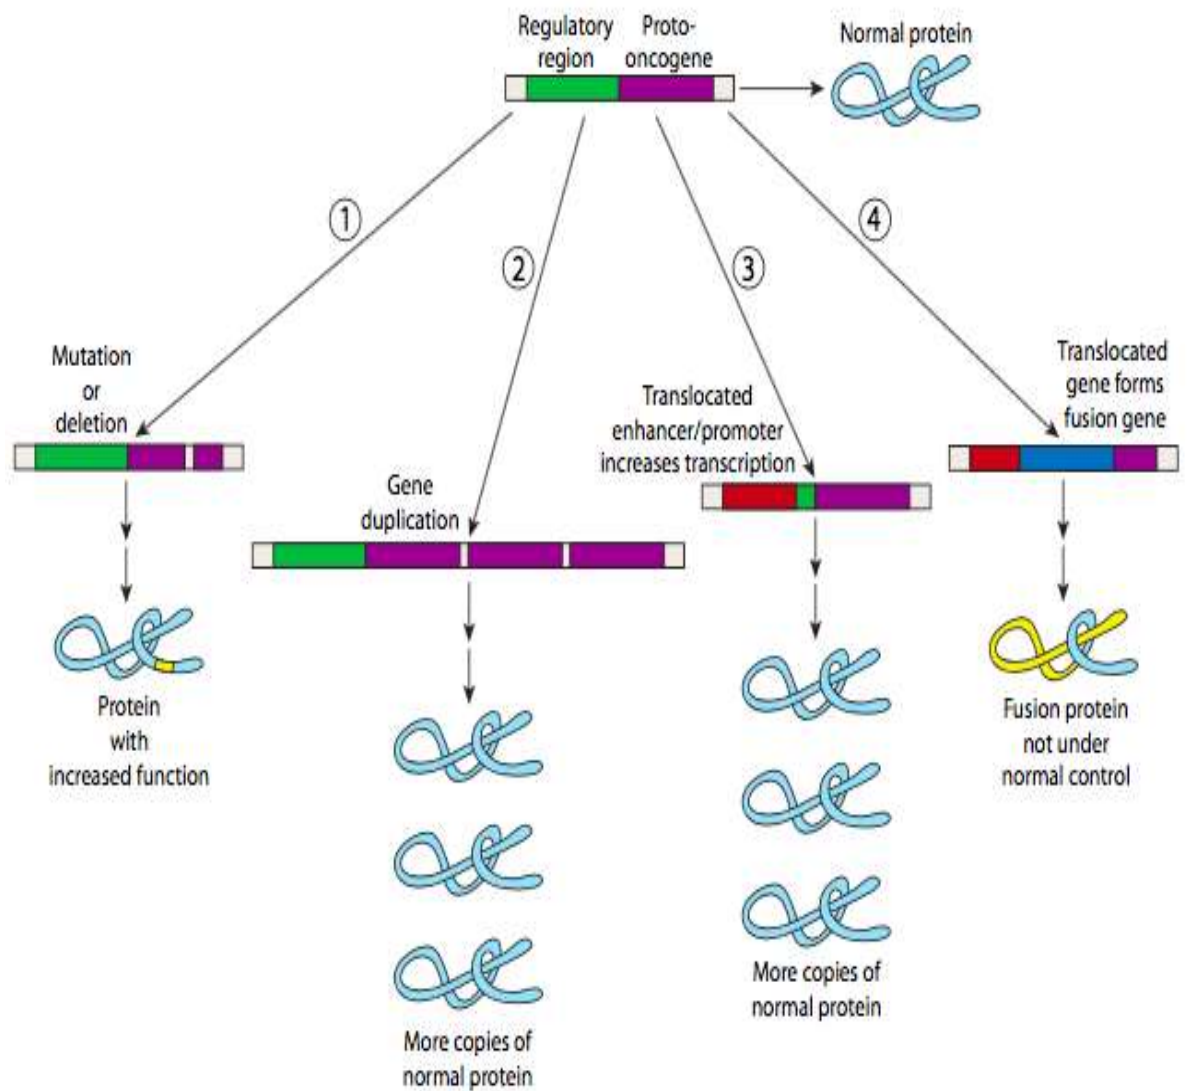 Regulatory
region
Proto-
oncogene
Normal protein
1
2
3
4
Mutation
or
deletion
Gene
duplication
Translocated
enhancer/promoter
increases transcription
Translocated
gene forms
fusion gene
Protein
with
increased function
More copies of
normal protein
More copies of
normal protein
Fusion protein
not under
normal control